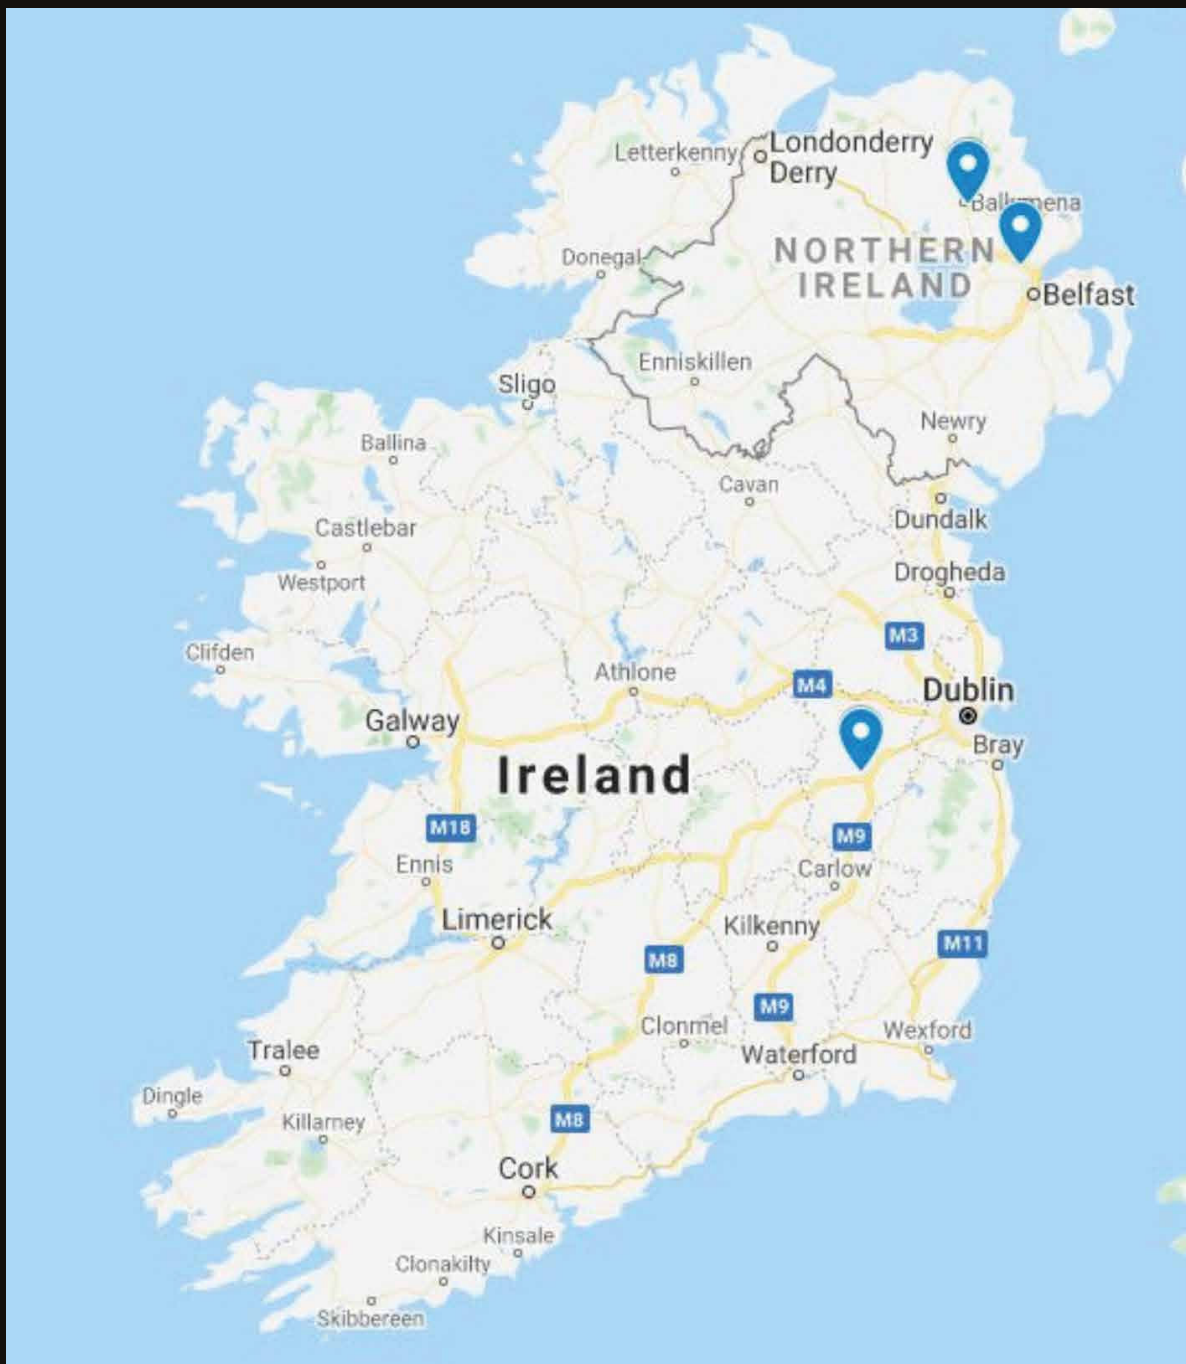 Londonderry
Derry
Letterkenny
Ballymena
NORTHERN
IRELAND
Donegal
Belfast
Enniskillen
Sligo
Newry
Ballina
Cavan
Dundalk
Castlebar
Westport
Drogheda
M3
Clifden
Athlone
M4
Dublin
Galway
Bray
Ireland
M18
M9
Ennis
Carlow
Limerick
Kilkenny
M11
M8
M9
Clonmel
Wexford
Waterford
Tralee
Dingle
Killarney
M8
Cork
Kinsale
Clonakilty
Skibbereen